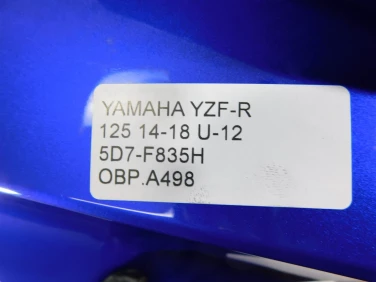 YAMAHA YZF-R
125 14-18 U-12
5D7-F835H
OBP.A498